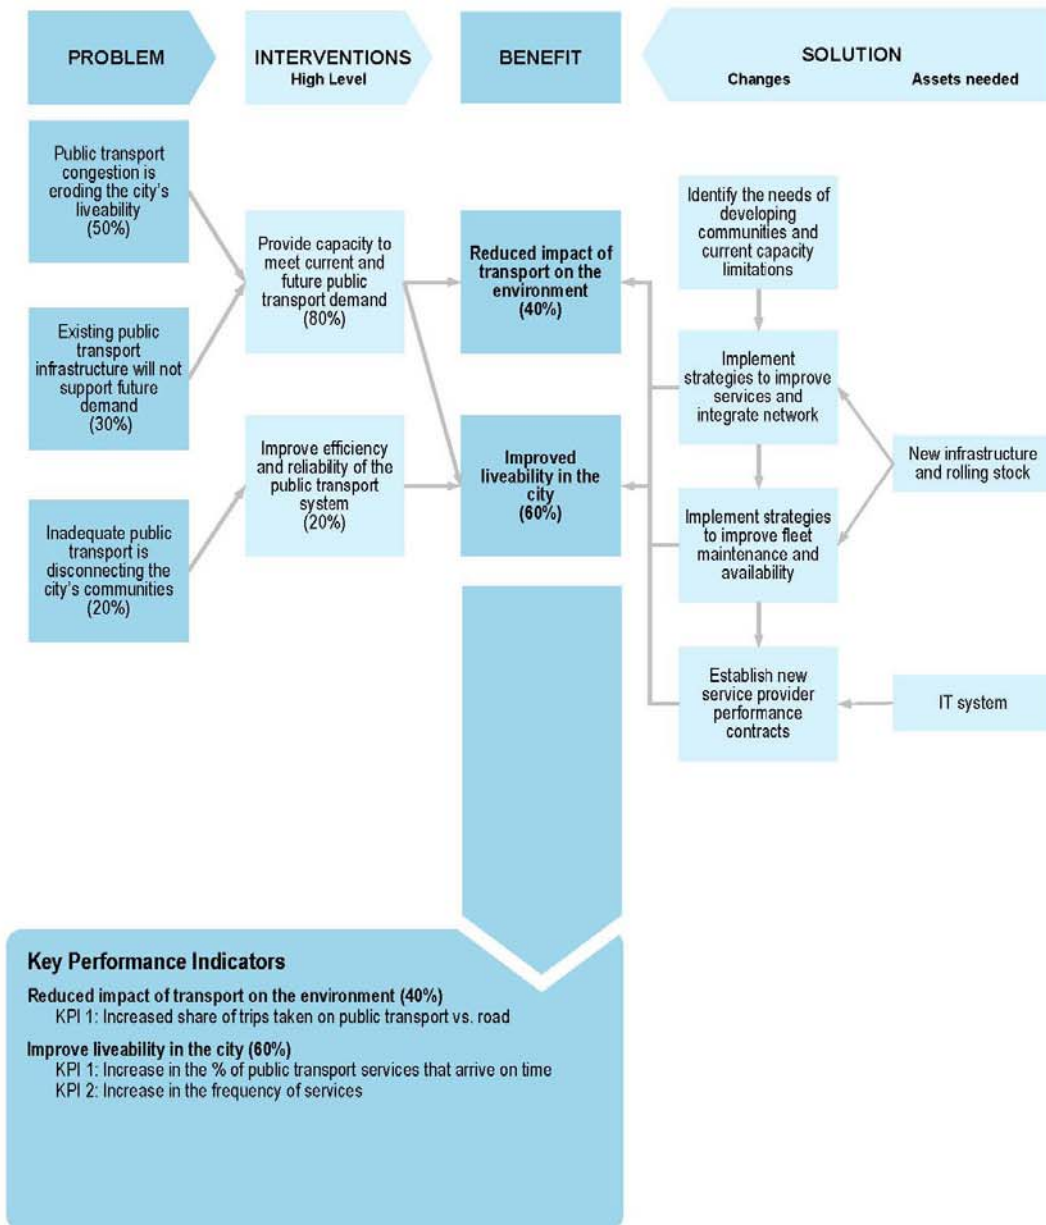 PROBLEM
INTERVENTIONS
High Level
BENEFIT
SOLUTION
Changes
Assets needed
Public transport
congestion is
eroding the city's
liveability
(50%)
Existing public
transport
infrastructure will not
support future
demand
(30%)
Inadequate public
transport is
disconnecting the
city's communities
(20%)
Provide capacity to
meet current and
future public
transport demand
(80%)
Improve efficiency
and reliability of the
public transport
system
(20%)
Reduced impact of
transport on the
environment
(40%)
Improved
liveability in the
city
(60%)
Identify the needs of
developing
communities and
current capacity
limitations
Implement
strategies to improve
services and
integrate network
Implement strategies
to improve fleet
maintenance and
availability
Establish new
service provider
performance
contracts
New infrastructure
and rolling stock
IT system
Key Performance Indicators
Reduced impact of transport on the environment (40%)
KPI 1: Increased share of trips taken on public transport vs. road
Improve liveability in the city (60%)
KPI 1: Increase in the % of public transport services that arrive on time
KPI 2: Increase in the frequency of services